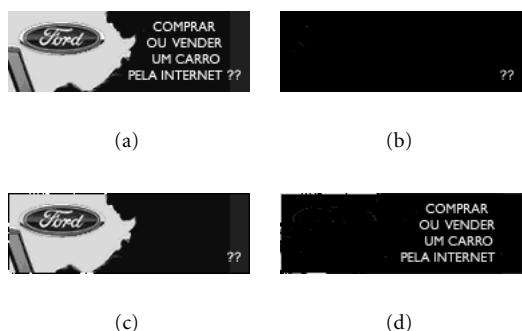 Ford
COMPRAR
OU VENDER
UM CARRO
PELA INTERNET ??
??
(a)
(b)
Ford
??
COMPRAR
OU VENDER
UM CARRO
PELA INTERNET
(c)
(d)